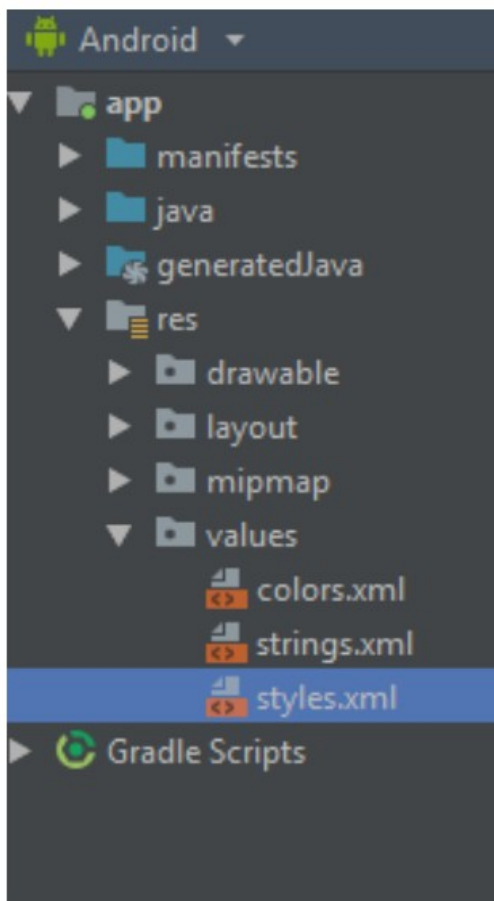 Android
app
manifests
java
generatedJava
res
drawable
layout
mipmap
values
colors.xml
strings.xml
styles.xml
Gradle Scripts